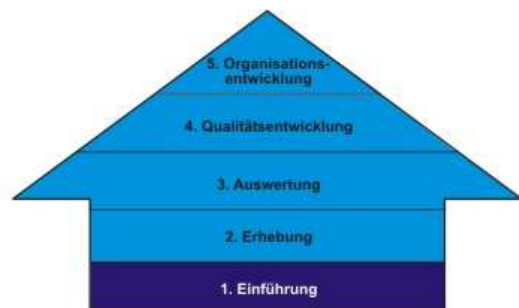 5. Organisations-
entwicklung
4. Qualitätsentwicklung
3. Auswertung
2. Erhebung
1. Einführung